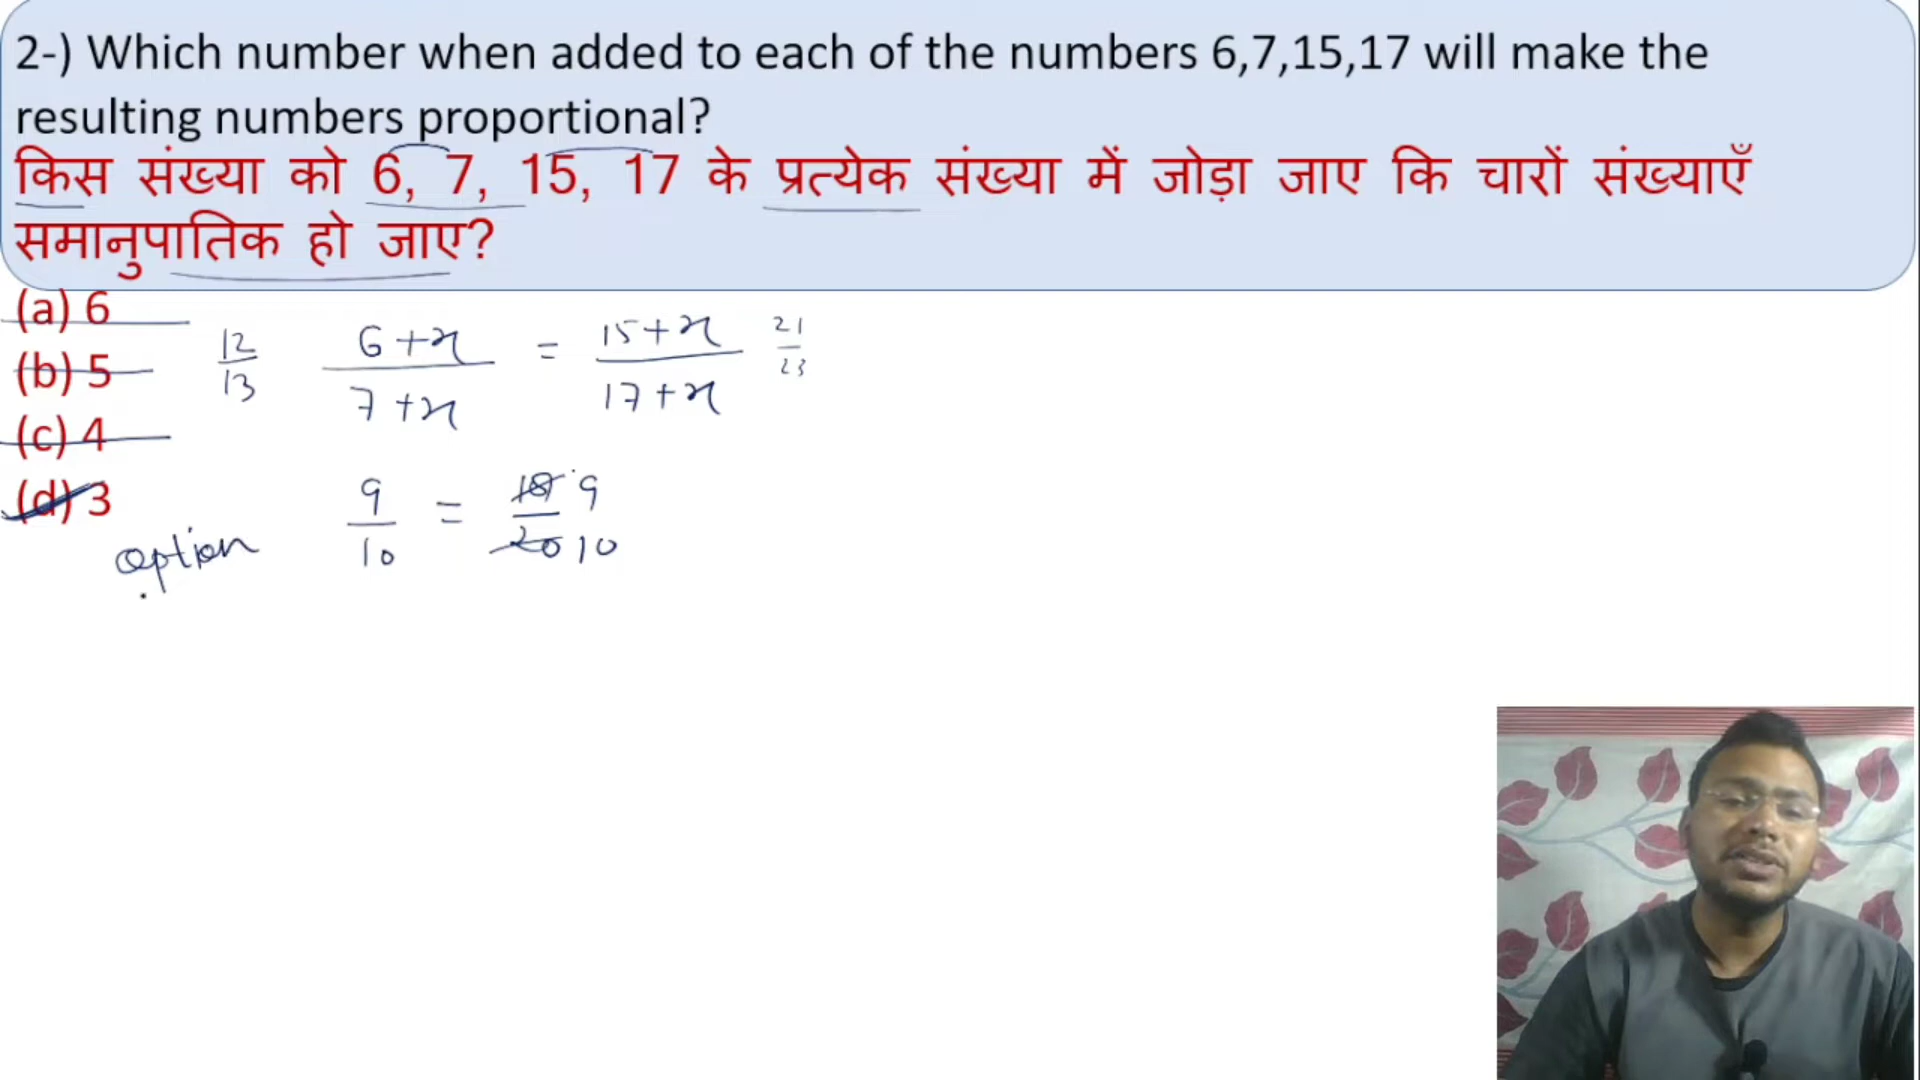 2-) Which number when added to each of the numbers 6,7,15,17 will make the
resulting numbers proportional?
किस संख्या को 6, 7, 15, 17 के प्रत्येक संख्या में जोड़ा जाए कि चारों संख्याएँ
समानुपातिक हो जाए?
(a) 6
(b) 5
(c) 4
(d) 3
12/13 6+x/7+x = 15+x/17+x 21/23
9/10 = 18/20 9/10
option